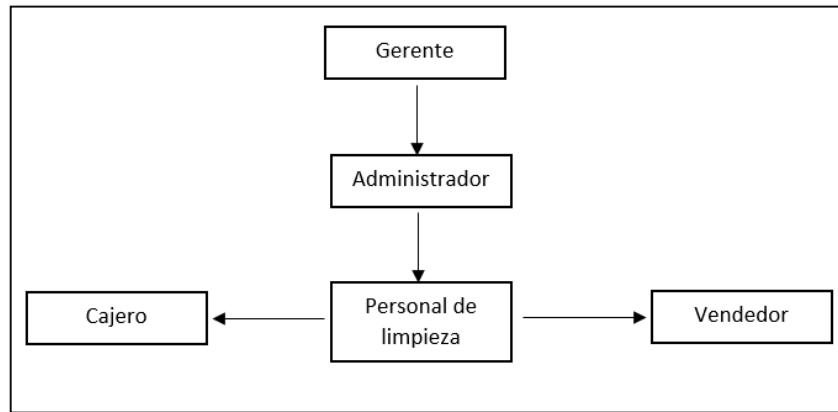 Gerente
Administrador
Cajero
Personal de
limpieza
Vendedor